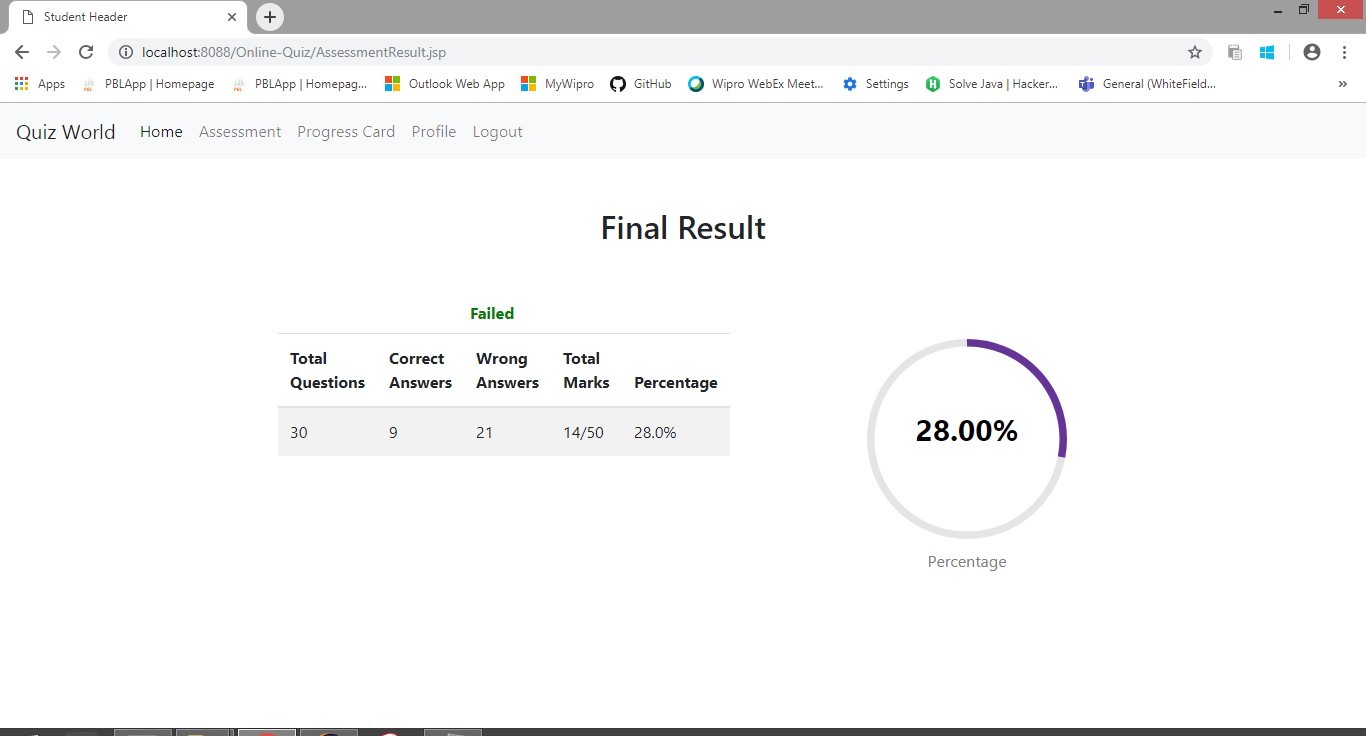 Student Header
localhost:8088/Online-Quiz/AssessmentResult.jsp
Apps PBLApp | Homepage PBLApp | Homepag... Outlook Web App MyWipro GitHub Wipro WebEx Meet... Settings Solve Java | Hacker... General (WhiteField... »
Quiz World Home Assessment Progress Card Profile Logout
Final Result
Failed
Total Questions Correct Answers Wrong Answers Total Marks Percentage
30 9 21 14/50 28.0%
28.00%
Percentage